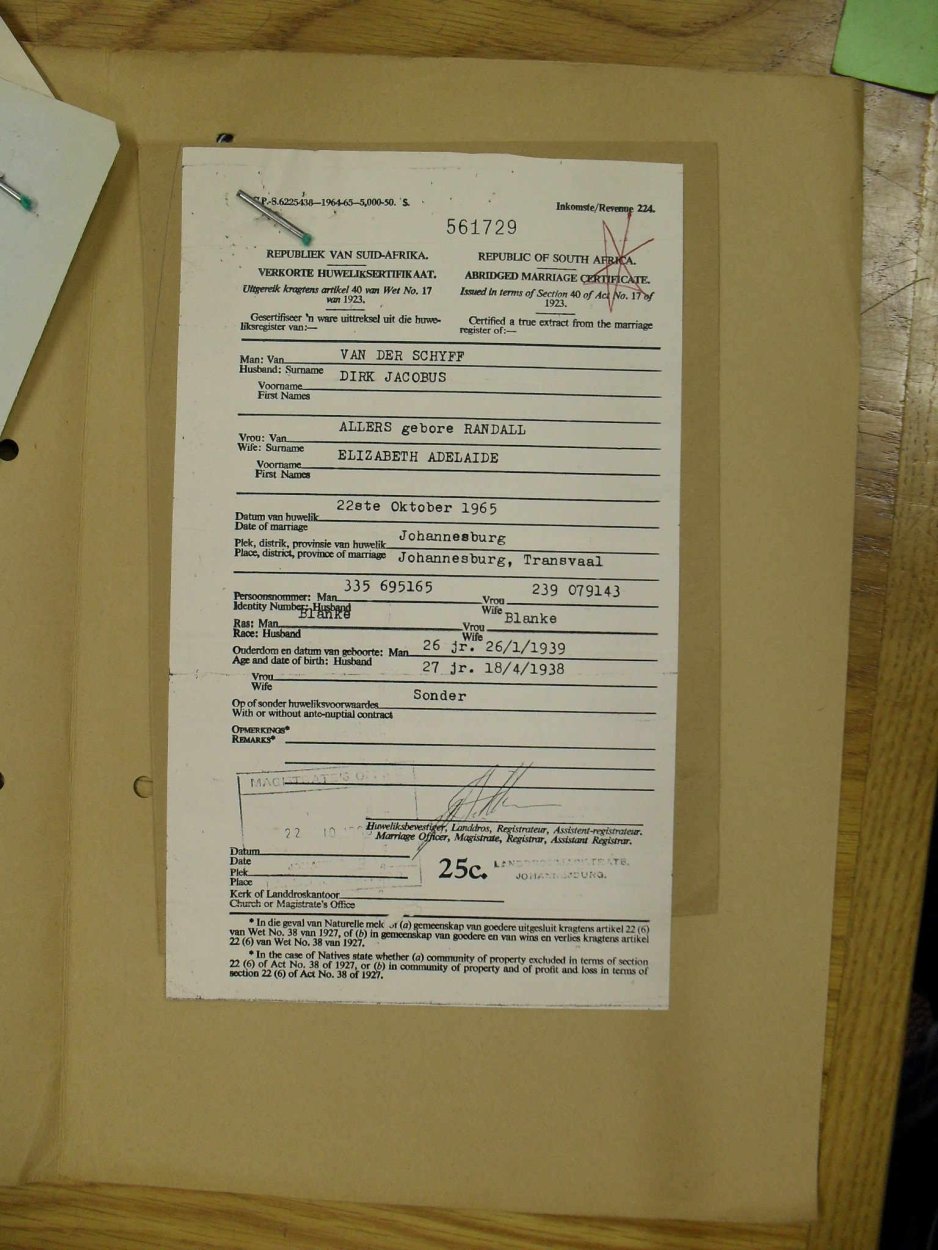 G.P.-S.6225438—1964-65—5,000-50. S.
Inkomste/Revenue 224.
561729
REPUBLIEK VAN SUID-AFRIKA.
VERKORTE HUWELIKSERTIFIKAAT.
Uitgereik kragtens artikel 40 van Wet No. 17
van 1923.
Gesertifiseer 'n ware uittreksel uit die huwe-
liksregister van:—
REPUBLIC OF SOUTH AFRICA.
ABRIDGED MARRIAGE CERTIFICATE.
Issued in terms of Section 40 of Act No. 17 of
1923.
Certified a true extract from the marriage
register of:—
Man: Van VAN DER SCHYFF
Husband: Surname
Voorname DIRK JACOBUS
First Names
Vrou: Van ALLERS gebore RANDALL
Wife: Surname
Voorname ELIZABETH ADELAIDE
First Names
Datum van huwelik 22ste Oktober 1965
Date of marriage
Plek, distrik, provinsie van huwelik Johannesburg
Place, district, province of marriage Johannesburg, Transvaal
Persoonsnommer: Man 335 695165 Vrou 239 079143
Identity Number: Husband Wife
Ras: Man Blanke Vrou Blanke
Race: Husband Wife
Ouderdom en datum van geboorte: Man 26 jr. 26/1/1939
Age and date of birth: Husband
Vrou 27 jr. 18/4/1938
Wife
Op of sonder huweliksvoorwaardes Sonder
With or without ante-nuptial contract
OPMERKINGS*
REMARKS*
MAGISTRATE'S
22 10
Huweliksbevestiger, Landdros, Registrateur, Assistent-registrateur.
Marriage Officer, Magistrate, Registrar, Assistant Registrar.
Datum
Date
Plek
Place
25c.
JOHANNESBURG.
Kerk of Landdroskantoor
Church or Magistrate's Office
* In die geval van Naturelle of (a) gemeenskap van goedere uitgesluit kragtens artikel 22 (6)
van Wet No. 38 van 1927, of (b) in gemeenskap van goedere en van wins en verlies kragtens artikel
22 (6) van Wet No. 38 van 1927.
* In the case of Natives state whether (a) community of property excluded in terms of section
22 (6) of Act No. 38 of 1927, or (b) in community of property and of profit and loss in terms of
section 22 (6) of Act No. 38 of 1927.